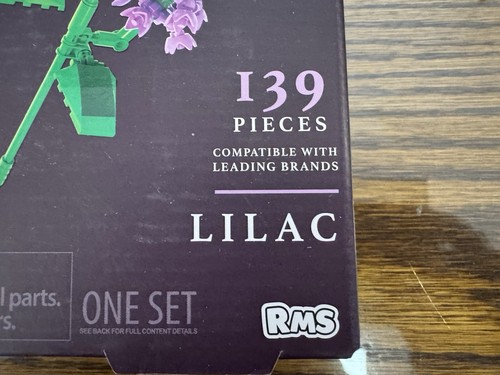 139
PIECES
COMPATIBLE WITH
LEADING BRANDS
LILAC
l parts.
rs.
ONE SET
SEE BACK FOR FULL CONTENT DETAILS
RMS